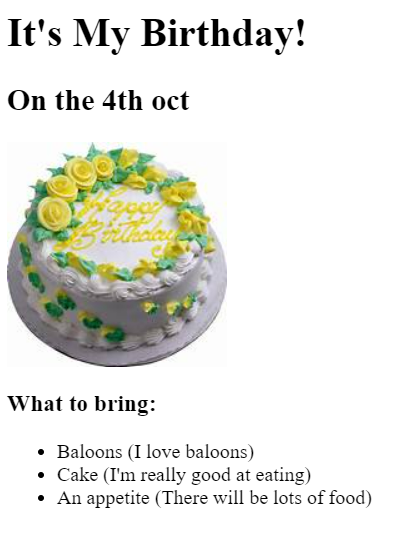 It's My Birthday!
On the 4th oct
Happy
Birthday
What to bring:
Baloons (I love baloons)
Cake (I'm really good at eating)
An appetite (There will be lots of food)